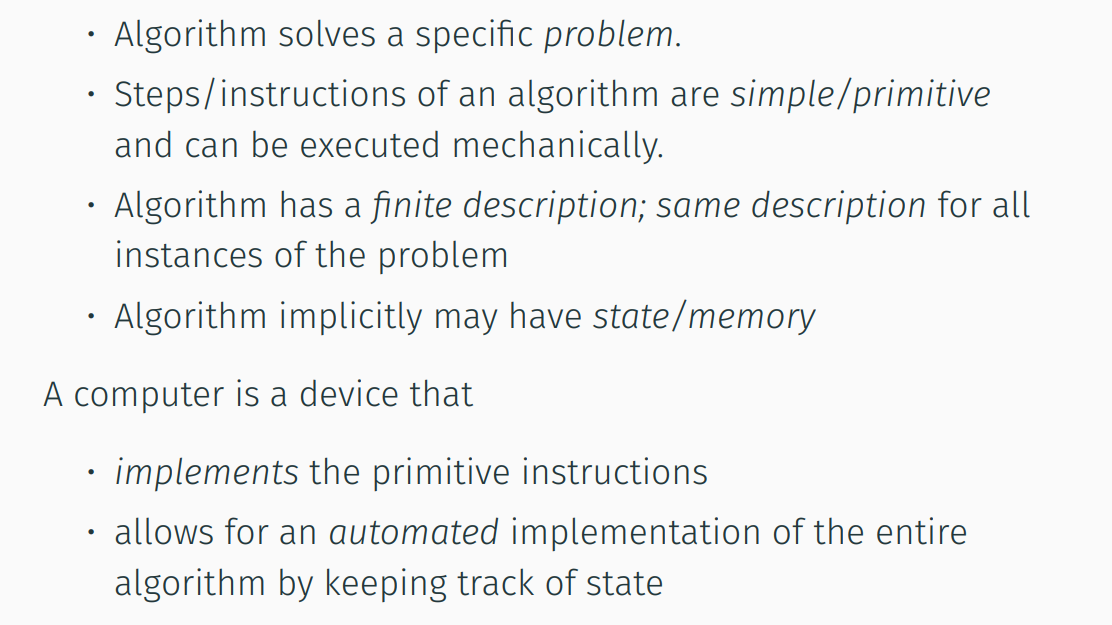 • Algorithm solves a specific problem.
• Steps/instructions of an algorithm are simple/primitive
and can be executed mechanically.
• Algorithm has a finite description; same description for all
instances of the problem
• Algorithm implicitly may have state/memory
A computer is a device that
• implements the primitive instructions
• allows for an automated implementation of the entire
algorithm by keeping track of state